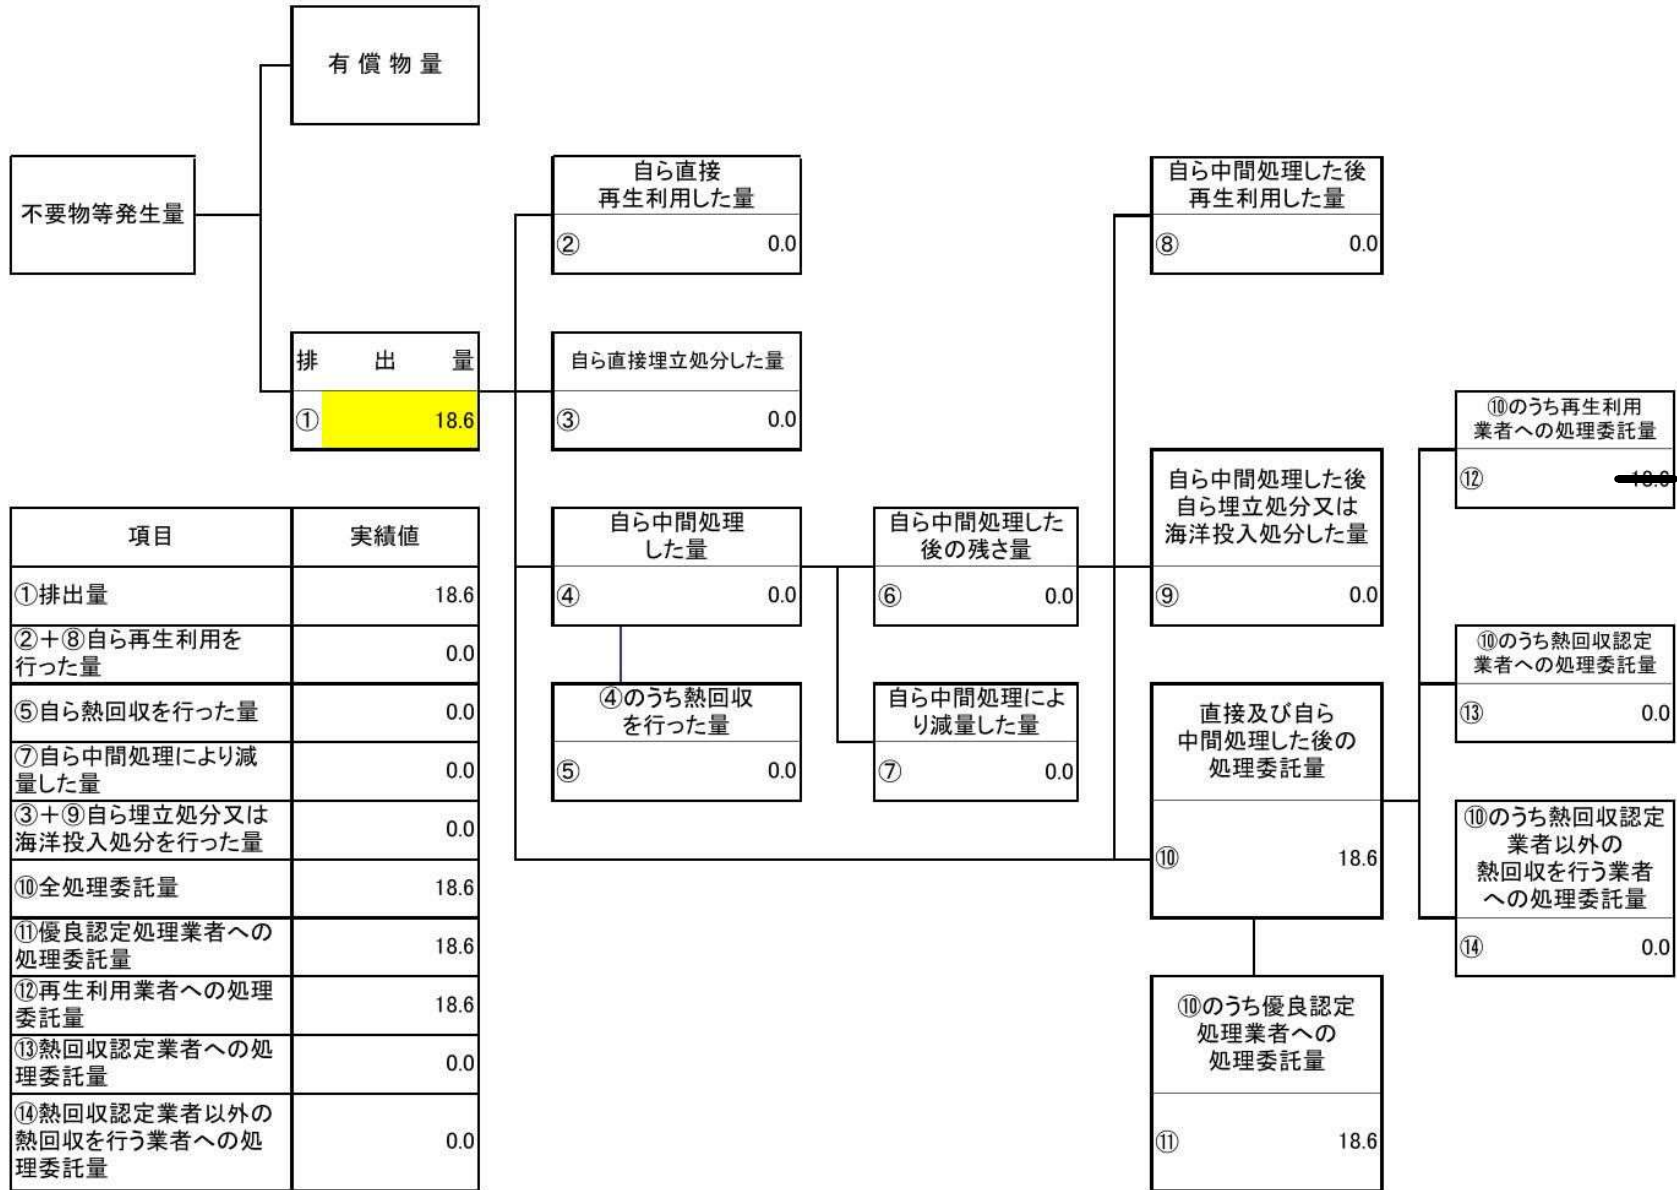 有償物量
不要物等発生量
排出量
① 18.6
自ら直接
再生利用した量
② 0.0
自ら直接埋立処分した量
③ 0.0
自ら中間処理
した量
④ 0.0
④のうち熱回収
を行った量
⑤ 0.0
自ら中間処理した
後の残さ量
⑥ 0.0
自ら中間処理によ
り減量した量
⑦ 0.0
自ら中間処理した後
再生利用した量
⑧ 0.0
自ら中間処理した後
自ら埋立処分又は
海洋投入処分した量
⑨ 0.0
直接及び自ら
中間処理した後の
処理委託量
⑩ 18.6
⑩のうち優良認定
処理業者への
処理委託量
⑪ 18.6
⑩のうち再生利用
業者への処理委託量
⑫
⑩のうち熱回収認定
業者への処理委託量
⑬ 0.0
⑩のうち熱回収認定
業者以外の
熱回収を行う業者
への処理委託量
⑭ 0.0
項目 実績値
①排出量 18.6
②＋⑧自ら再生利用を
行った量 0.0
⑤自ら熱回収を行った量 0.0
⑦自ら中間処理により減
量した量 0.0
③＋⑨自ら埋立処分又は
海洋投入処分を行った量 0.0
⑩全処理委託量 18.6
⑪優良認定処理業者への
処理委託量 18.6
⑫再生利用業者への処理
委託量 18.6
⑬熱回収認定業者への処
理委託量 0.0
⑭熱回収認定業者以外の
熱回収を行う業者への処
理委託量 0.0